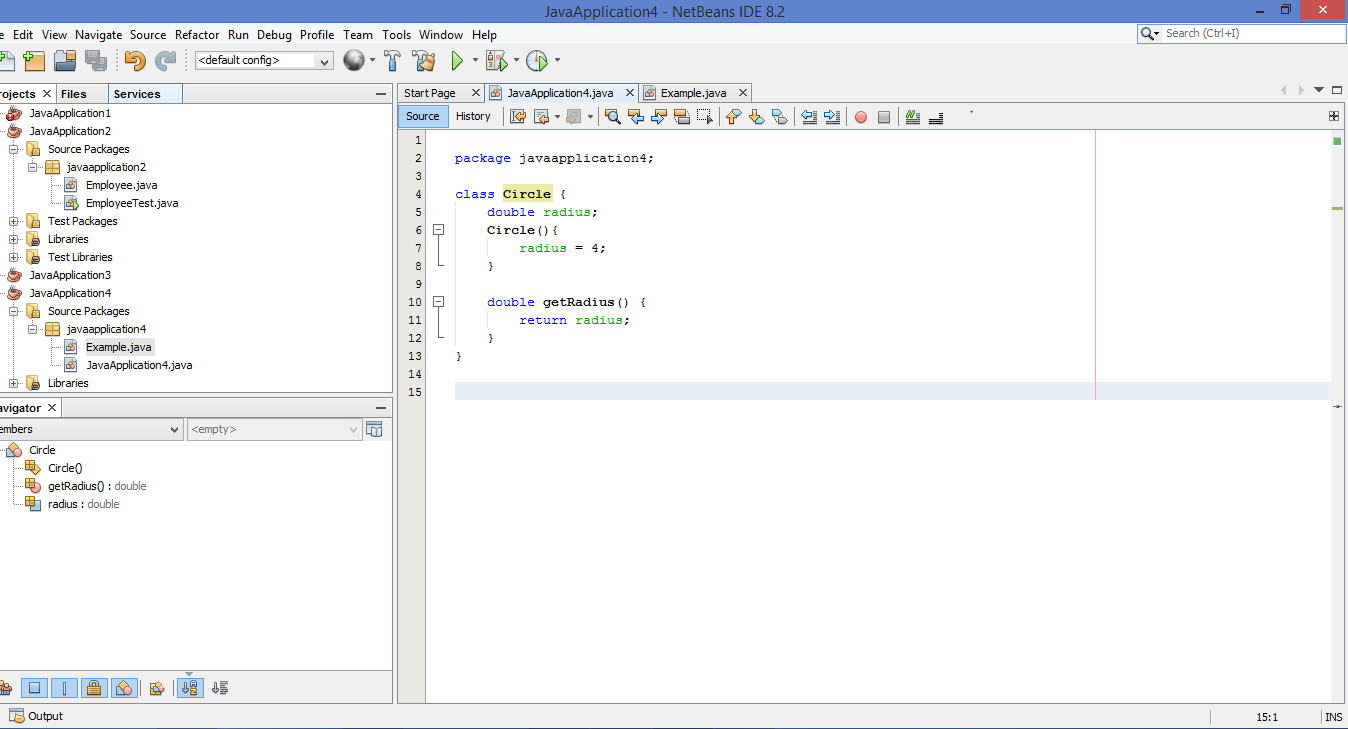 JavaApplication4 - NetBeans IDE 8.2
e Edit View Navigate Source Refactor Run Debug Profile Team Tools Window Help
Search (Ctrl+I)
<default config>
rojects Files Services
JavaApplication1
JavaApplication2
Source Packages
javaapplication2
Employee.java
EmployeeTest.java
Test Packages
Libraries
Test Libraries
JavaApplication3
JavaApplication4
Source Packages
javaapplication4
Example.java
JavaApplication4.java
Libraries
avigator
embers <empty>
Circle
Circle()
getRadius() : double
radius : double
Start Page JavaApplication4.java Example.java
Source History
1
2 package javaapplication4;
3
4 class Circle {
5 double radius;
6 Circle(){
7 radius = 4;
8 }
9
10 double getRadius() {
11 return radius;
12 }
13 }
14
15
Output
15:1 INS